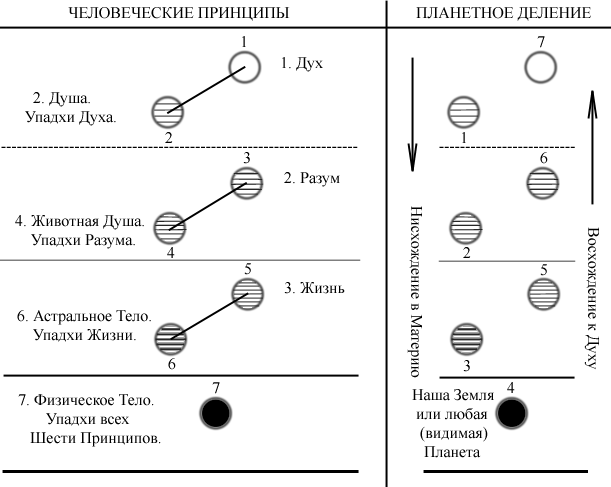 ЧЕЛОВЕЧЕСКИЕ ПРИНЦИПЫ
1
1. Дух
2. Душа.
Упадхи Духа.
2
3
2. Разум
4. Животная Душа.
Упадхи Разума.
4
5
3. Жизнь
6. Астральное Тело.
Упадхи Жизни.
6
7
7. Физическое Тело.
Упадхи всех
Шести Принципов.
ПЛАНЕТНОЕ ДЕЛЕНИЕ
7
1
6
2
5
3
Нисхождение в Материю
Восхождение к Духу
4
Наша Земля
или любая
(видимая)
Планета